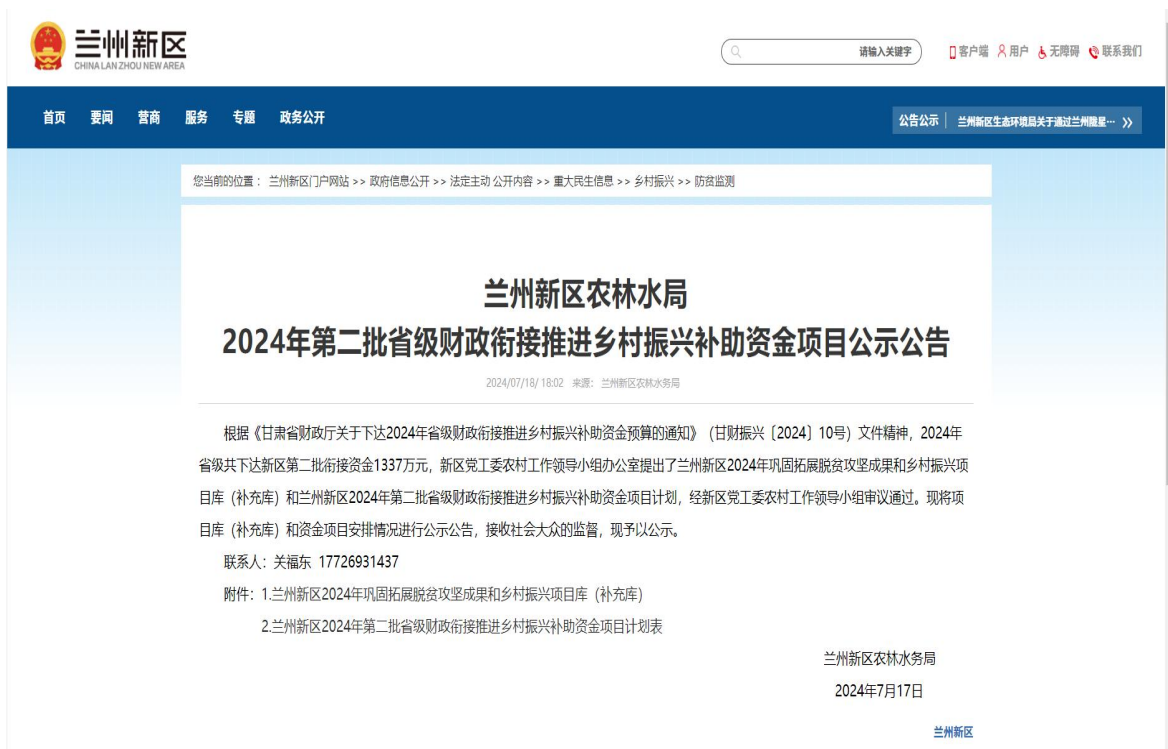 兰州新区
CHINA LAN ZHOU NEW AREA
请输入关键字
客户端 用户 无障碍 联系我们
首页 要闻 营商 服务 专题 政务公开
公告公示 兰州新区生态环境局关于通过兰州隴星…
您当前的位置： 兰州新区门户网站 >> 政府信息公开 >> 法定主动 公开内容 >> 重大民生信息 >> 乡村振兴 >> 防贫监测
兰州新区农林水局
2024年第二批省级财政衔接推进乡村振兴补助资金项目公示公告
2024/07/18/ 18:02 来源： 兰州新区农林水务局
根据《甘肃省财政厅关于下达2024年省级财政衔接推进乡村振兴补助资金预算的通知》（甘财振兴〔2024〕10号）文件精神，2024年
省级共下达新区第二批衔接资金1337万元，新区党工委农村工作领导小组办公室提出了兰州新区2024年巩固拓展脱贫攻坚成果和乡村振兴项
目库（补充库）和兰州新区2024年第二批省级财政衔接推进乡村振兴补助资金项目计划，经新区党工委农村工作领导小组审议通过。现将项
目库（补充库）和资金项目安排情况进行公示公告，接收社会大众的监督，现予以公示。
联系人：关福东 17726931437
附件：1.兰州新区2024年巩固拓展脱贫攻坚成果和乡村振兴项目库（补充库）
2.兰州新区2024年第二批省级财政衔接推进乡村振兴补助资金项目计划表
兰州新区农林水务局
2024年7月17日
兰州新区